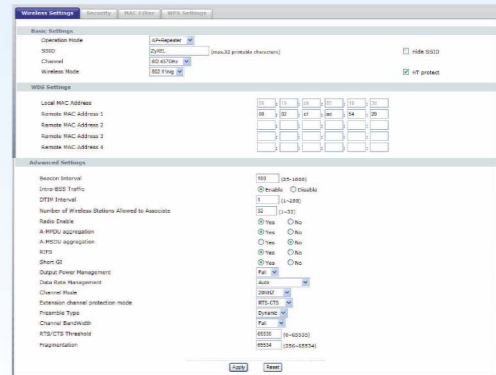 Wireless Settings Security MAC Filter WPS Settings
Basic Settings
Operation Mode AP+Repeater
SSID ZyXEL (max.32 printable characters) Hide SSID
Channel
Wireless Mode HT protect
WDS Settings
Local MAC Address
Remote MAC Address 1
Remote MAC Address 2
Remote MAC Address 3
Remote MAC Address 4
Advanced Settings
Beacon Interval 100 (25-1000)
Intra-BSS Traffic Enable Disable
DTIM Interval 1 (1~255)
Number of Wireless Stations Allowed to Associate 32 (1~32)
Radio Enable Yes No
A-MPDU aggregation Yes No
A-MSDU aggregation Yes No
RIFS Yes No
Short GI Yes No
Output Power Management Full
Data Rate Management Auto
Channel Mode 20MHZ
Extension channel protection mode RTS-CTS
Preamble Type Dynamic
Channel BandWidth Full
RTS/CTS Threshold 65535 (0~65535)
Fragmentation 65534 (256~65534)
Apply Reset